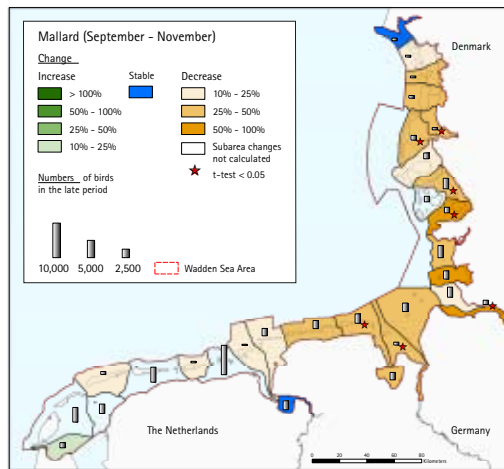 Mallard (September - November)
Denmark
Change
Increase Stable Decrease
> 100% 10% - 25%
50% - 100% 25% - 50%
25% - 50% 50% - 100%
10% - 25% Subarea changes
not calculated
t-test < 0.05
Numbers of birds
in the late period
10,000 5,000 2,500 Wadden Sea Area
The Netherlands Germany
0 10 20 40 60 80
Kilometers